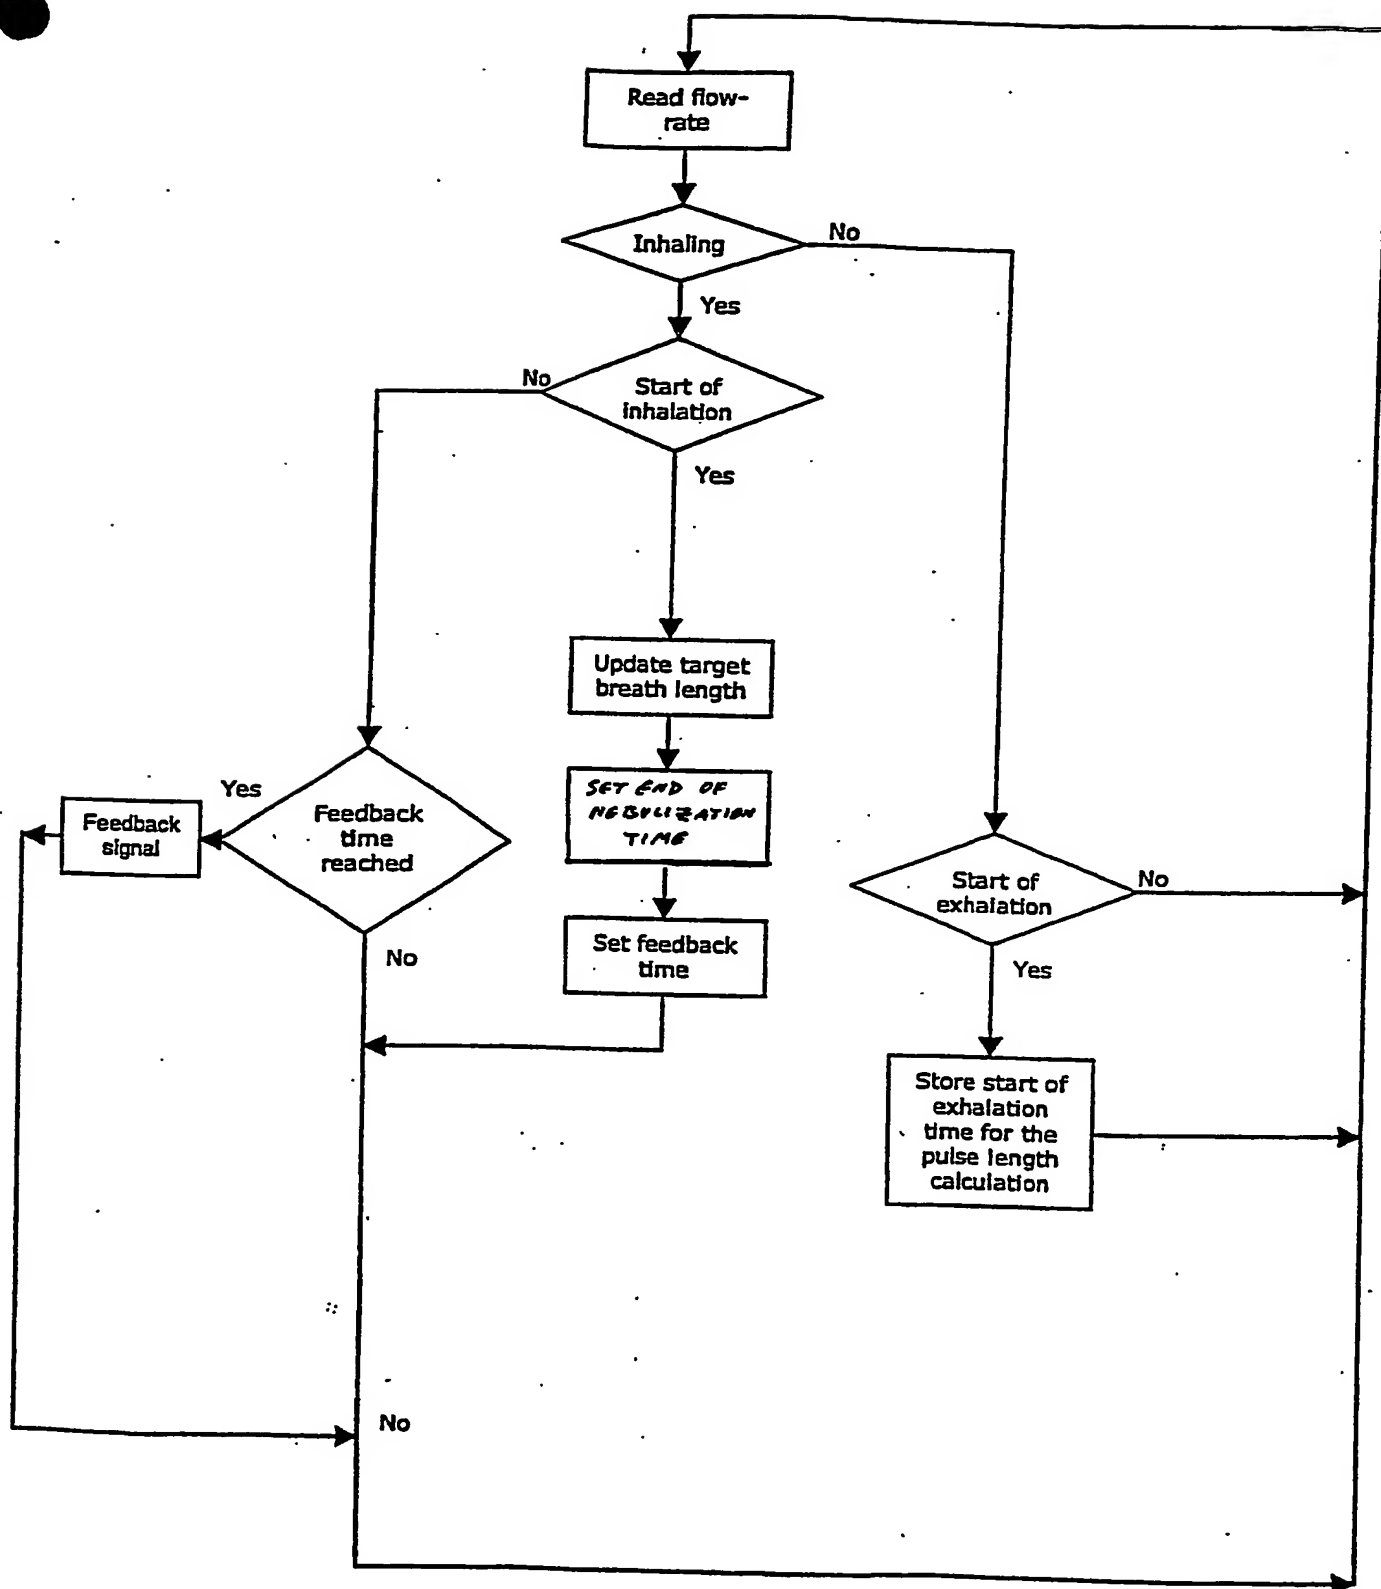 Read flow-
rate
Inhaling
No
Yes
No
Start of
inhalation
Yes
Update target
breath length
SET END OF
NEBULIZATION
TIME
Set feedback
time
Yes
Feedback
signal
Feedback
time
reached
No
Start of
exhalation
No
Yes
Store start of
exhalation
time for the
pulse length
calculation
No